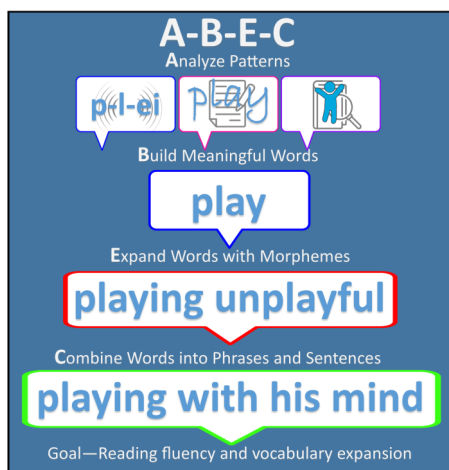 A-B-E-C
Analyze Patterns
p-l-ei play
Build Meaningful Words
play
Expand Words with Morphemes
playing unplayful
Combine Words into Phrases and Sentences
playing with his mind
Goal—Reading fluency and vocabulary expansion